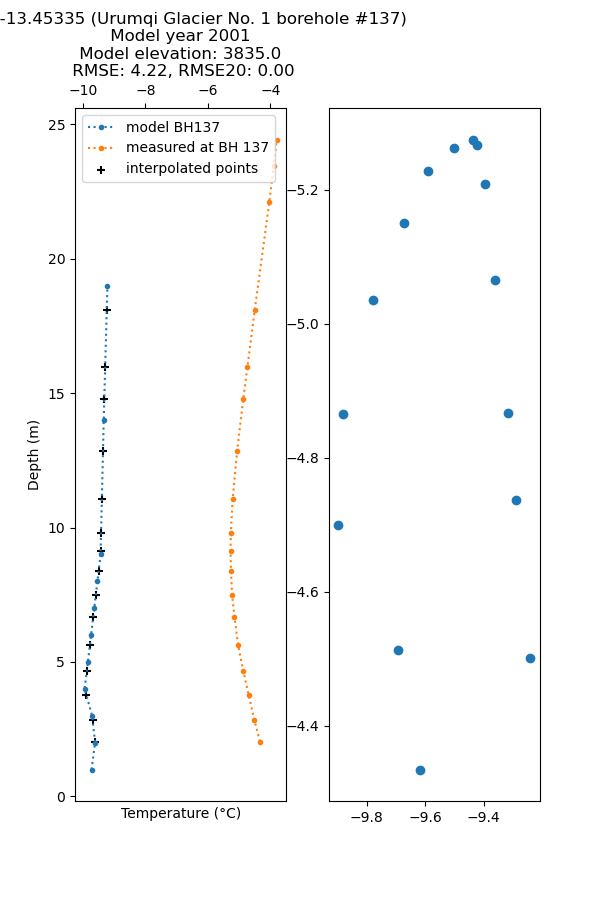 -13.45335 (Urumqi Glacier No. 1 borehole #137)
Model year 2001
Model elevation: 3835.0
RMSE: 4.22, RMSE20: 0.00
−10 −8 −6 −4
model BH137
measured at BH 137
interpolated points
25
20
15
10
5
0
Depth (m)
Temperature (°C)
−5.2
−5.0
−4.8
−4.6
−4.4
−9.8 −9.6 −9.4